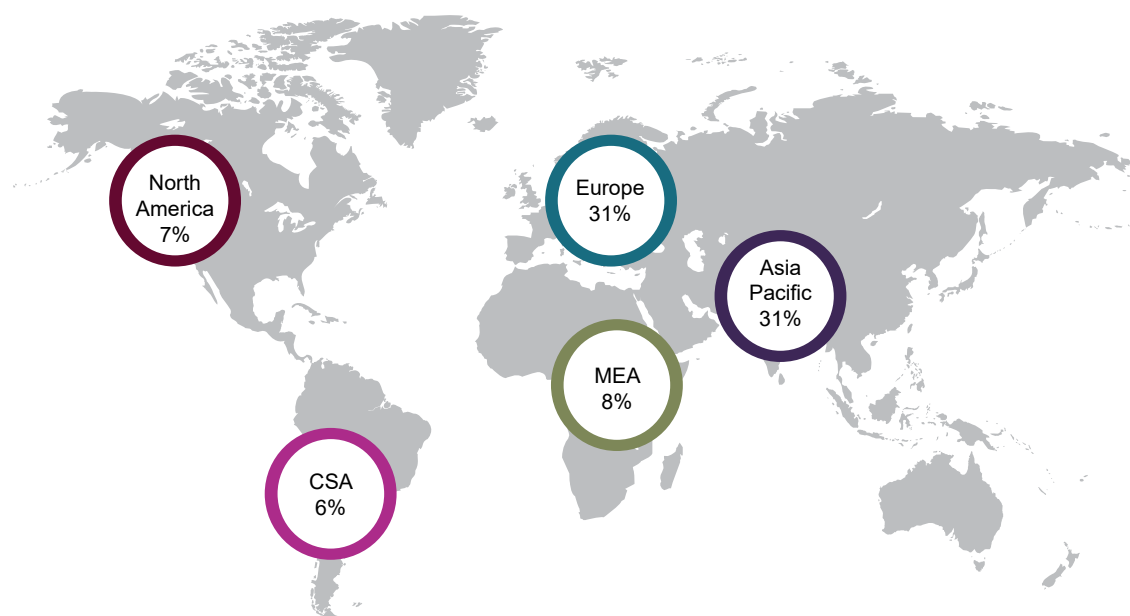 North
America
7%
Europe
31%
Asia
Pacific
31%
MEA
8%
CSA
6%